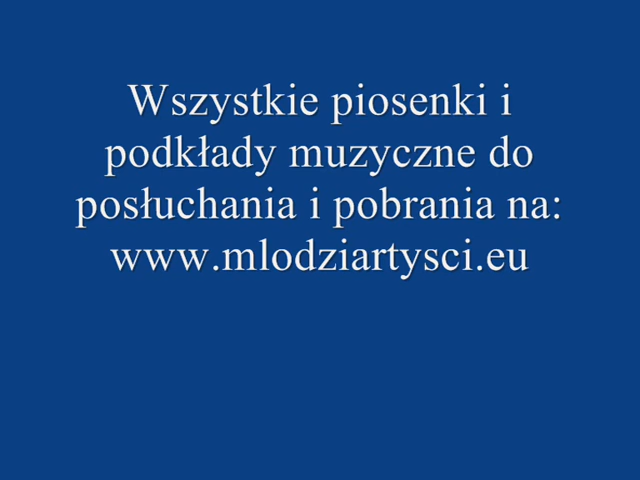 Wszystkie piosenki i
podkłady muzyczne do
posłuchania i pobrania na:
www.mlodziartysci.eu